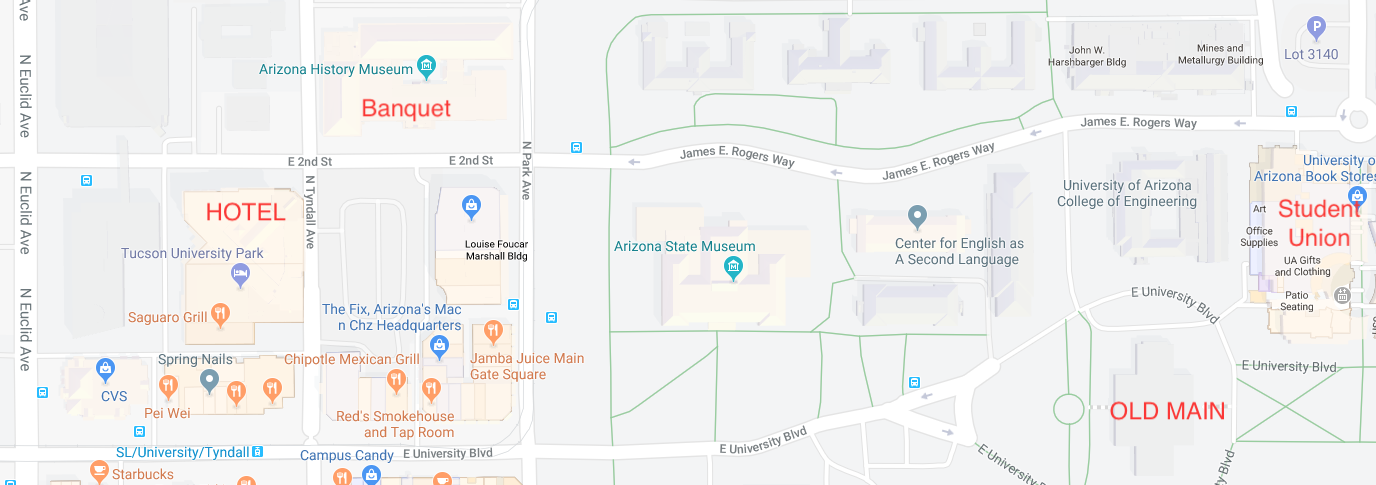 Ave
N Euclid Ave
N Euclid Ave
N Euclid Ave
Arizona History Museum
Banquet
N Park Ave
John W.
Harshbarger Bldg
Mines and
Metallurgy Building
P
Lot 3140
James E. Rogers Way
James E. Rogers Way
James E. Rogers Way
E 2nd St
E 2nd St
N Tyndall Ave
HOTEL
Tucson University Park
Saguaro Grill
Louise Foucar
Marshall Bldg
Arizona State Museum
Center for English as
A Second Language
University of Arizona
College of Engineering
University o
Arizona Book Stores
Art
Office
Supplies
Student
Union
UA Gifts
and Clothing
Patio
Seating
E University Blvd
The Fix, Arizona's Mac
n Chz Headquarters
Spring Nails
Chipotle Mexican Grill
Jamba Juice Main
Gate Square
CVS
Pei Wei
Red's Smokehouse
and Tap Room
E University Blvd
OLD MAIN
SL/University/Tyndall
Campus Candy
E University Blvd
E University Blvd
Starbucks
E University
Blvd